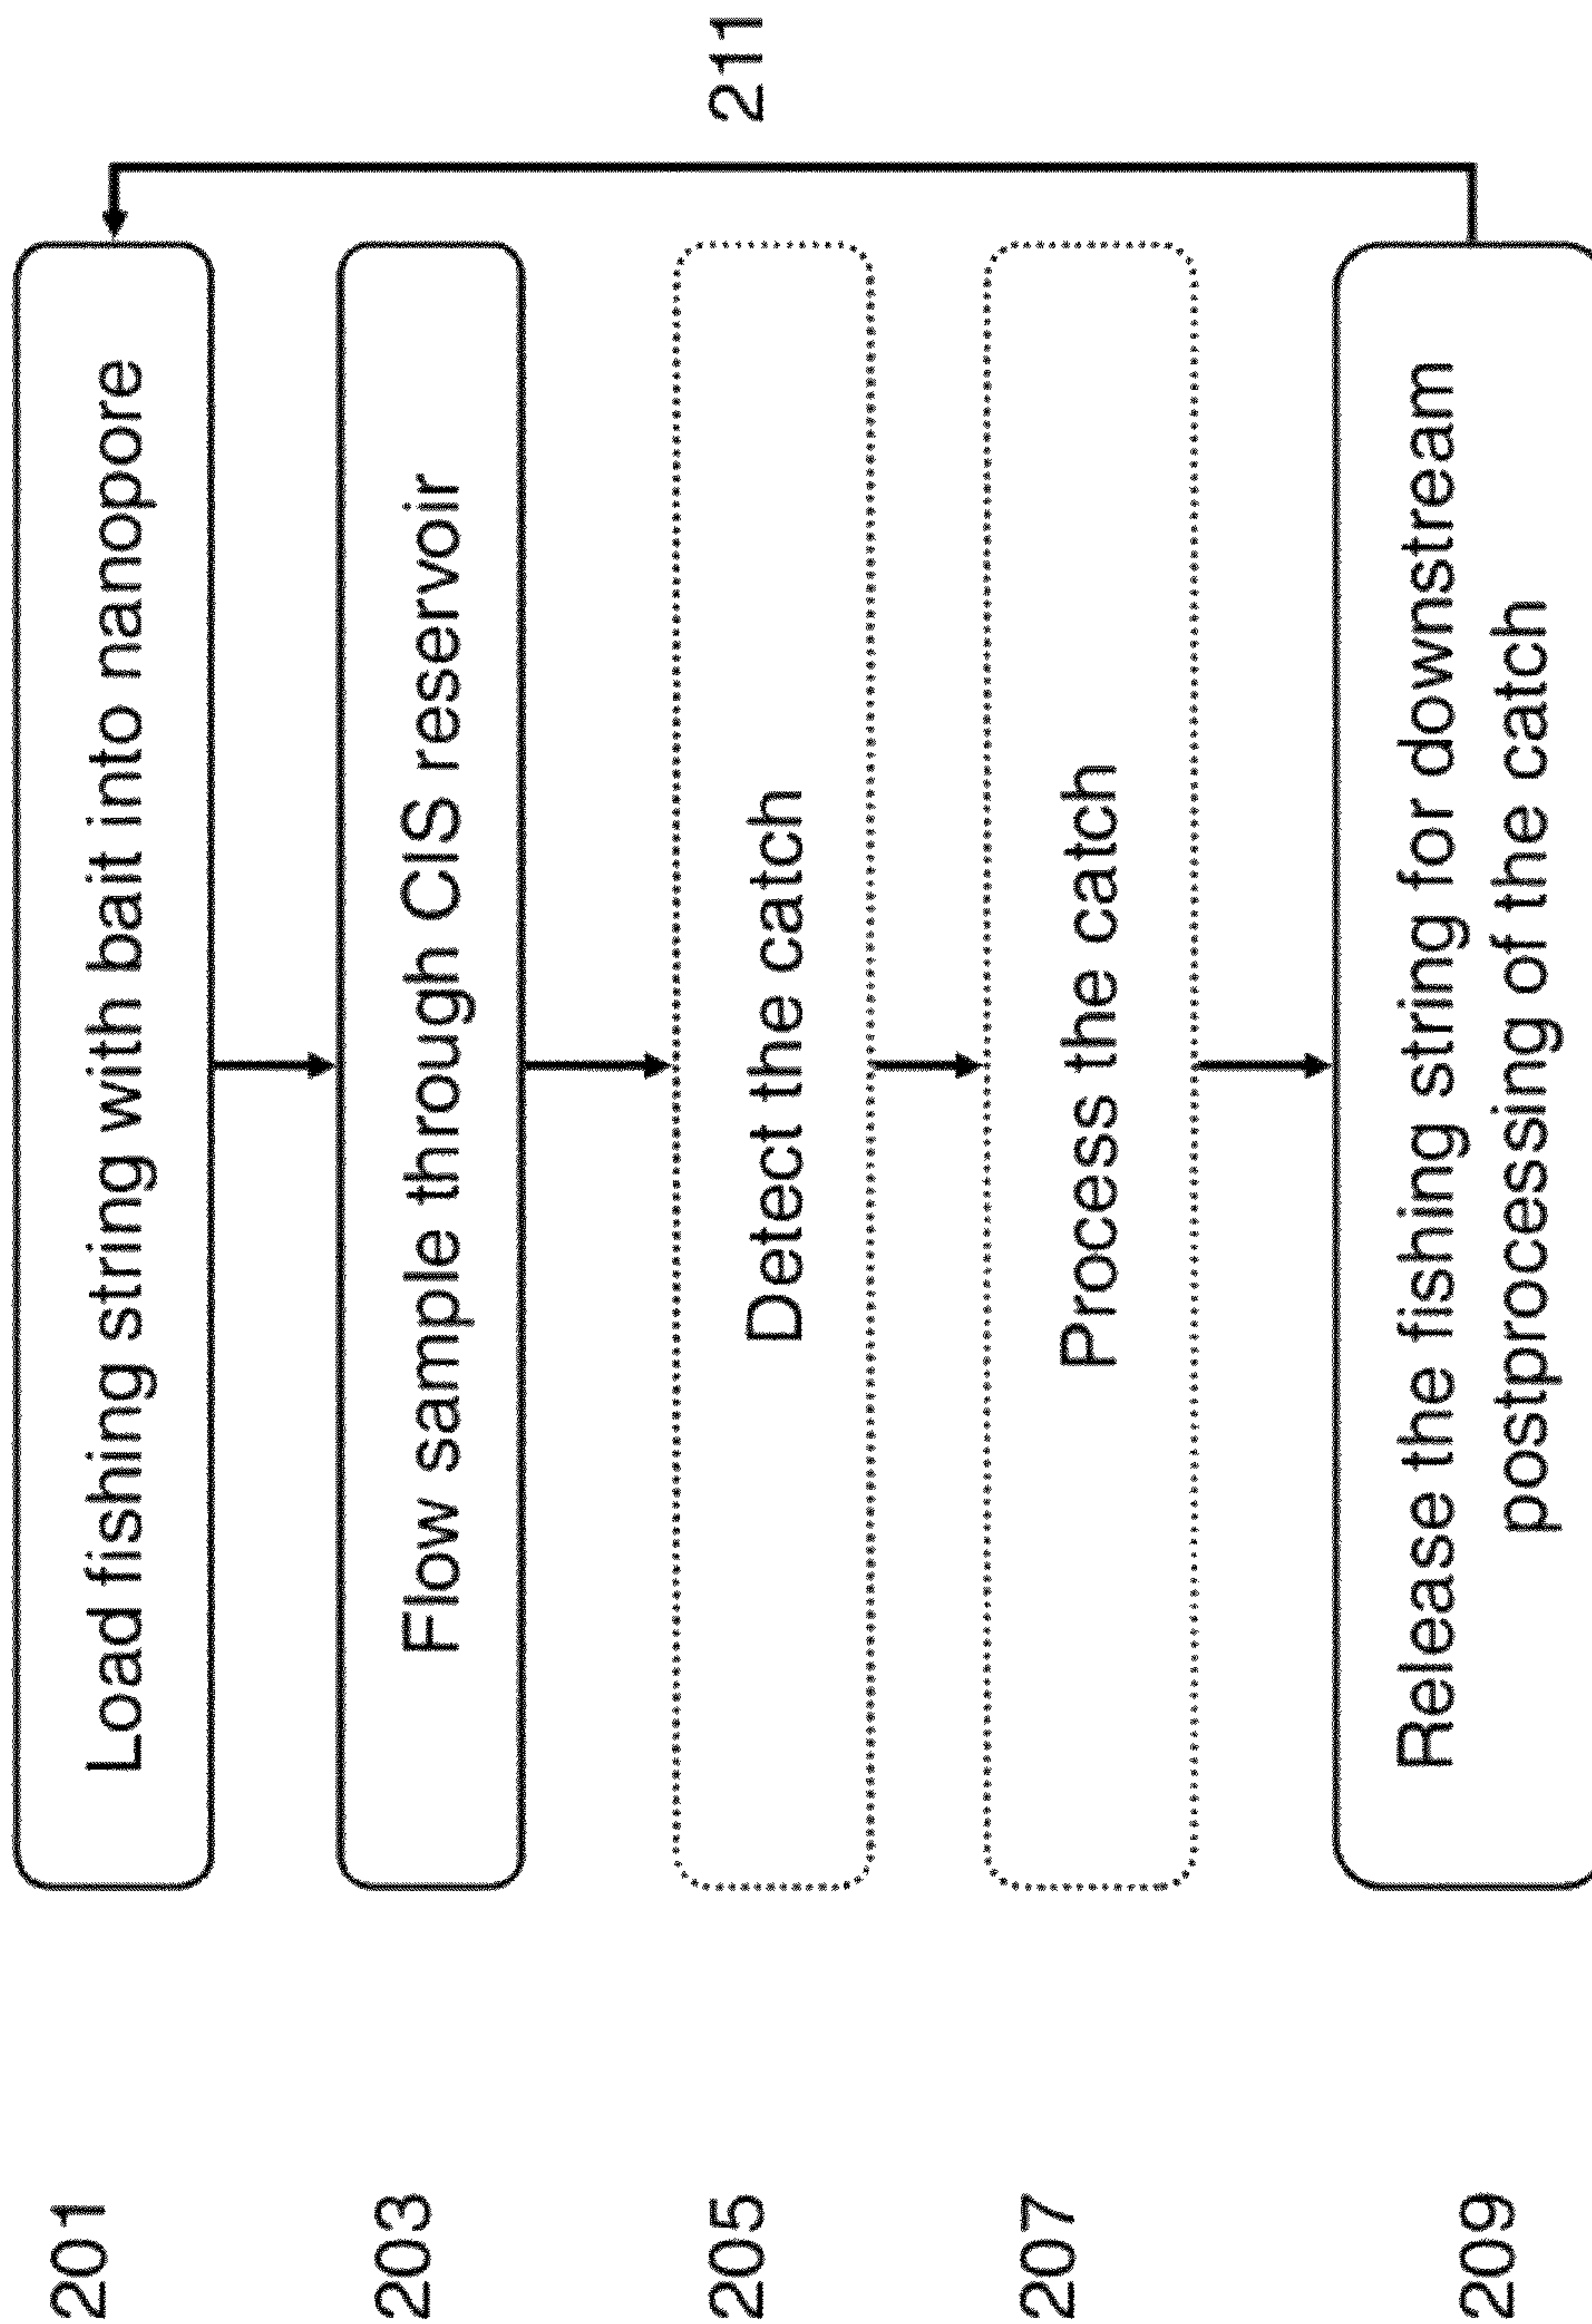 201
Load fishing string with bait into nanopore
203
Flow sample through CIS reservoir
205
Detect the catch
211
207
Process the catch
209
Release the fishing string for downstream
postprocessing of the catch